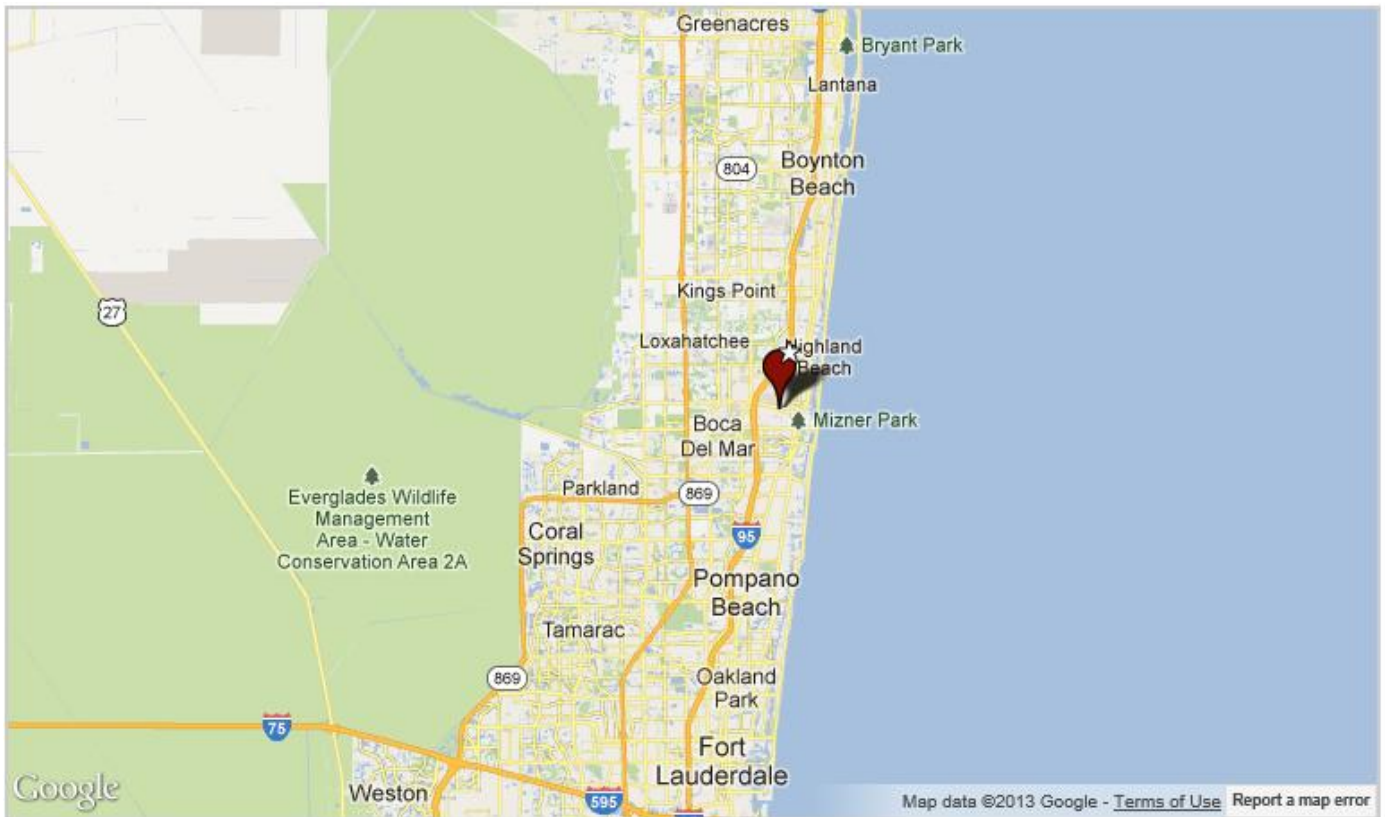 Greenacres
Bryant Park
Lantana
804
Boynton
Beach
Kings Point
27
Loxahatchee
Highland
Beach
Mizner Park
Boca
Del Mar
Parkland
869
Everglades Wildlife
Management
Area - Water
Conservation Area 2A
Coral
Springs
95
Pompano
Beach
Tamarac
869
Oakland
Park
75
Fort
Lauderdale
Weston
595
Google
Map data ©2013 Google - Terms of Use Report a map error